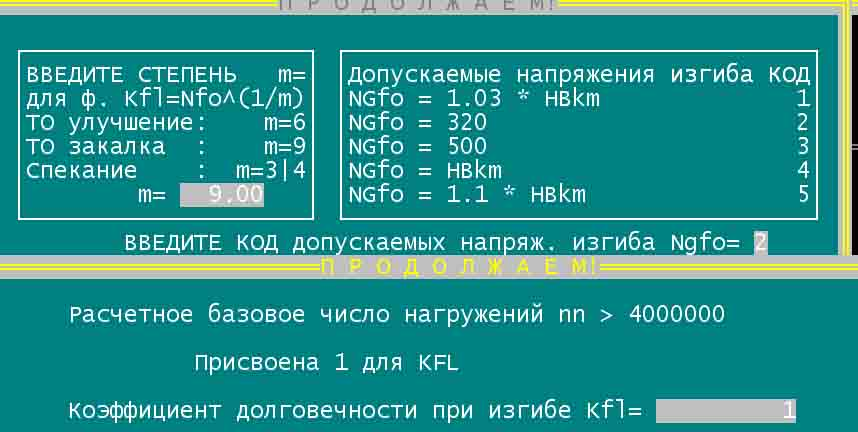 П Р О Д О Л Ж А Е М!
ВВЕДИТЕ СТЕПЕНЬ m=
для ф. Kfl=Nfo^(1/m)
ТО улучшение: m=6
ТО закалка : m=9
Спекание : m=3|4
m= 9.00
Допускаемые напряжения изгиба КОД
NGfo = 1.03 * HBkm 1
NGfo = 320 2
NGfo = 500 3
NGfo = HBkm 4
NGfo = 1.1 * HBkm 5
ВВЕДИТЕ КОД допускаемых напряж. изгиба Ngfo= 2
П Р О Д О Л Ж А Е М!
Расчетное базовое число нагружений nn > 4000000
Присвоена 1 для KFL
Коэффициент долговечности при изгибе Kfl= 1